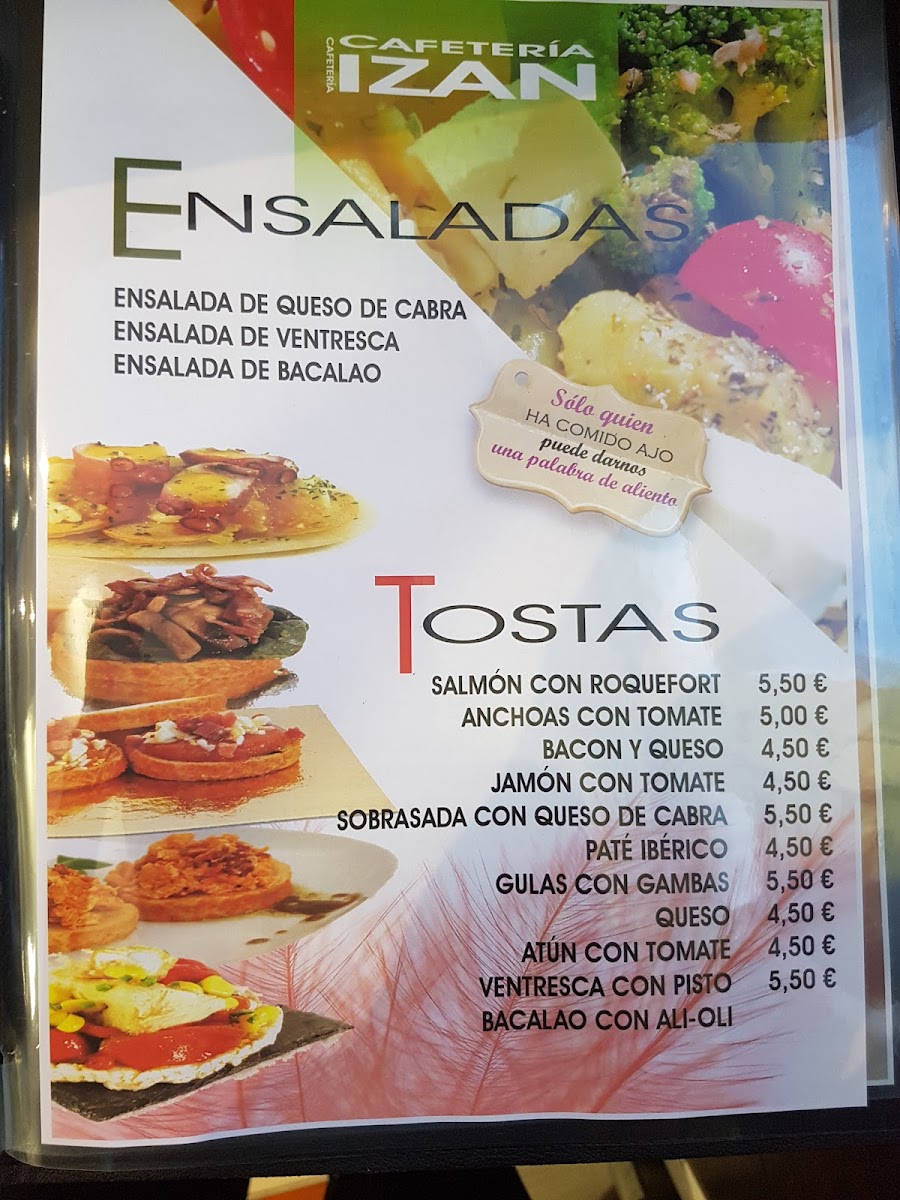 CAFETERÍA
CAFETERÍA
IZAN
ENSALADAS
ENSALADA DE QUESO DE CABRA
ENSALADA DE VENTRESCA
ENSALADA DE BACALAO
Sólo quien
HA COMIDO AJO
puede darnos
una palabra de aliento
TOSTAS
SALMÓN CON ROQUEFORT 5,50 €
ANCHOAS CON TOMATE 5,00 €
BACON Y QUESO 4,50 €
JAMÓN CON TOMATE 4,50 €
SOBRASADA CON QUESO DE CABRA 5,50 €
PATÉ IBÉRICO 4,50 €
GULAS CON GAMBAS 5,50 €
QUESO 4,50 €
ATÚN CON TOMATE 4,50 €
VENTRESCA CON PISTO 5,50 €
BACALAO CON ALI-OLI